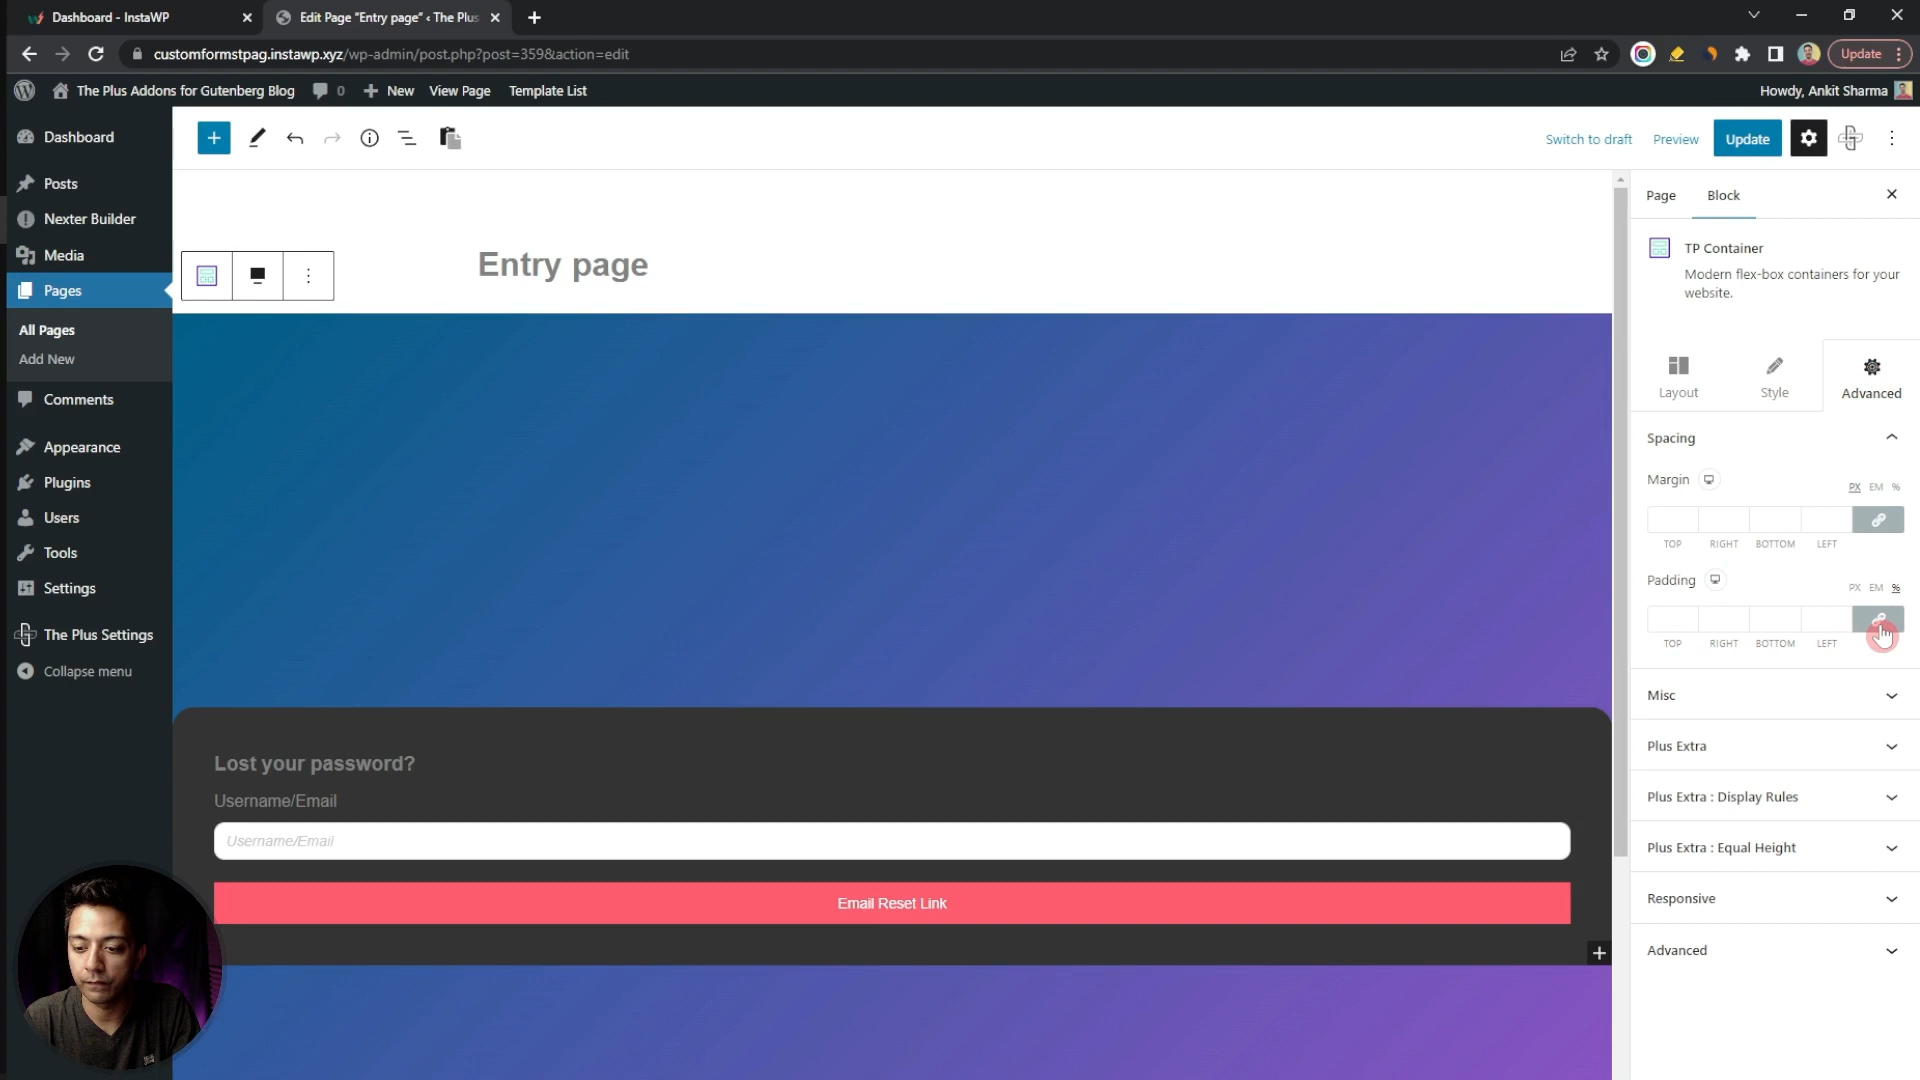 Dashboard - InstaWP
Edit Page "Entry page" ‹ The Plus
customformstpag.instawp.xyz/wp-admin/post.php?post=359&action=edit
Update
The Plus Addons for Gutenberg Blog
0
New
View Page
Template List
Howdy, Ankit Sharma
Dashboard
Posts
Nexter Builder
Media
Pages
All Pages
Add New
Comments
Appearance
Plugins
Users
Tools
Settings
The Plus Settings
Collapse menu
Switch to draft
Preview
Update
Entry page
Lost your password?
Username/Email
Username/Email
Email Reset Link
Page
Block
TP Container
Modern flex-box containers for your
website.
Layout
Style
Advanced
Spacing
Margin
PX EM %
TOP RIGHT BOTTOM LEFT
Padding
PX EM %
TOP RIGHT BOTTOM LEFT
Misc
Plus Extra
Plus Extra : Display Rules
Plus Extra : Equal Height
Responsive
Advanced